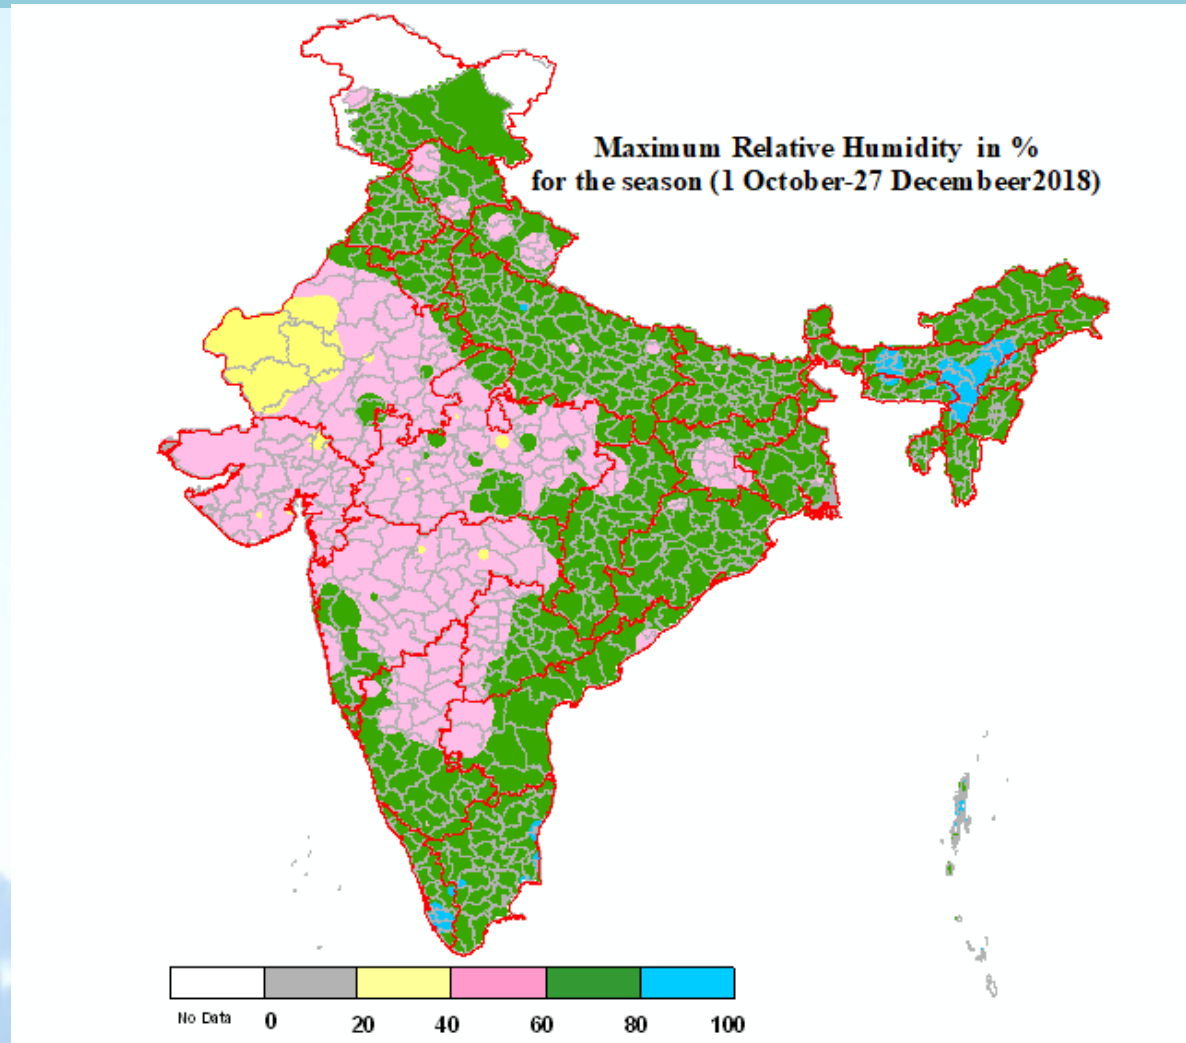 Maximum Relative Humidity in %
for the season (1 October-27 Decembeer2018)
No Data 0 20 40 60 80 100